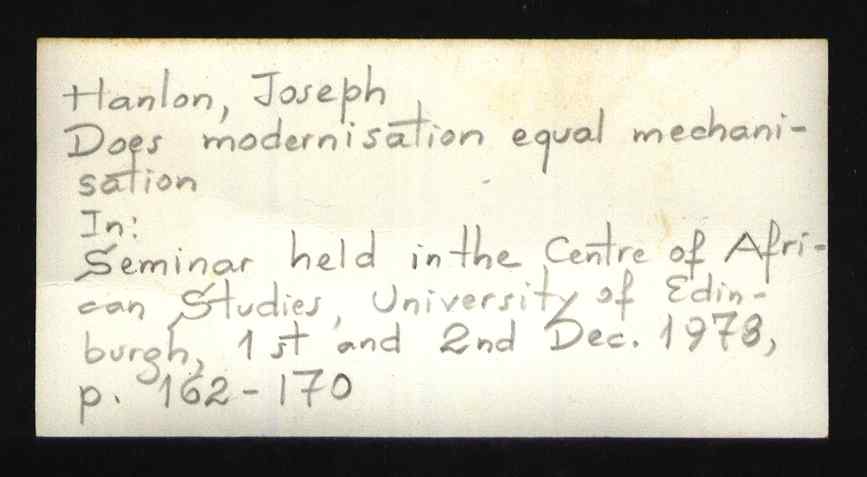 Hanlon, Joseph
Does modernisation equal mechani-
sation
In:
Seminar held in the Centre of Afri-
can Studies, University of Edin-
burgh, 1st and 2nd Dec. 1978,
p. 162-170